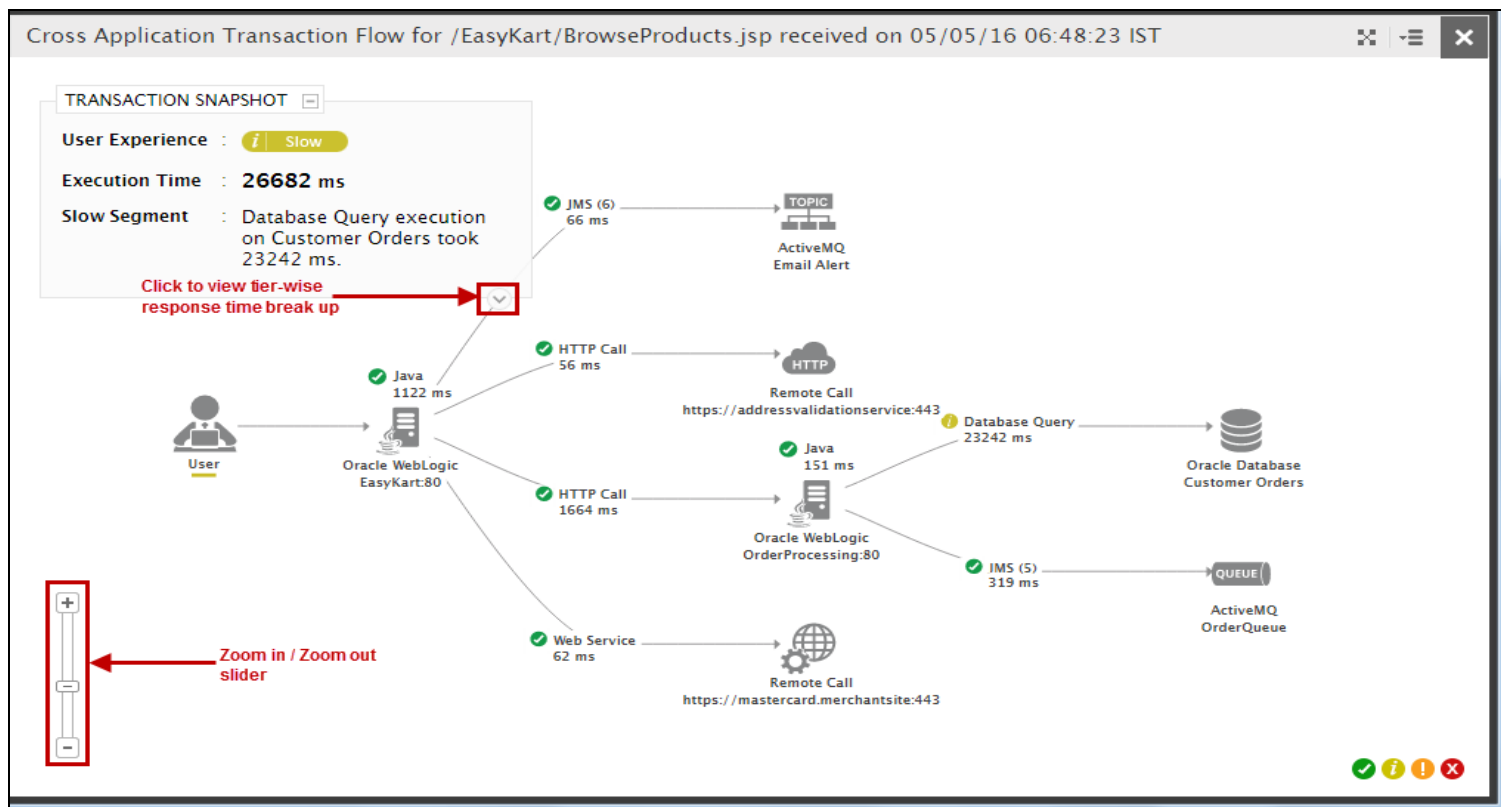 Cross Application Transaction Flow for /EasyKart/BrowseProducts.jsp received on 05/05/16 06:48:23 IST
TRANSACTION SNAPSHOT
User Experience : i Slow
Execution Time : 26682 ms
Slow Segment : Database Query execution
on Customer Orders took
23242 ms.
Click to view tier-wise
response time break up
JMS (6)
66 ms
TOPIC
ActiveMQ
Email Alert
HTTP Call
56 ms
HTTP
Remote Call
https://addressvalidationservice:443
Java
1122 ms
User
Oracle WebLogic
EasyKart:80
HTTP Call
1664 ms
Java
151 ms
Oracle WebLogic
OrderProcessing:80
i Database Query
23242 ms
Oracle Database
Customer Orders
JMS (5)
319 ms
QUEUE
ActiveMQ
OrderQueue
Web Service
62 ms
Remote Call
https://mastercard.merchantsite:443
Zoom in / Zoom out
slider
i !